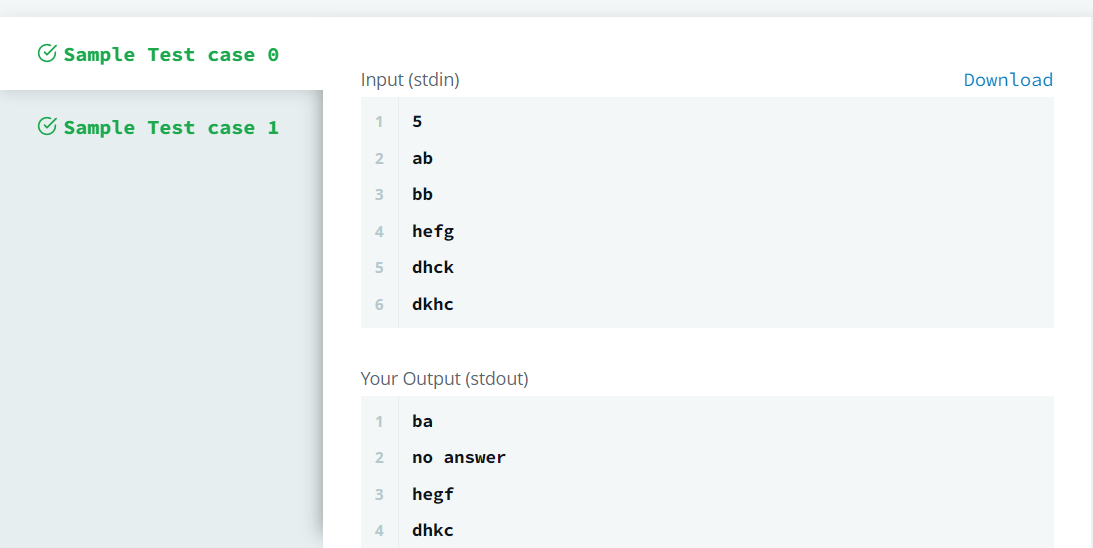 Sample Test case 0
Sample Test case 1
Input (stdin)
Download
1 5
2 ab
3 bb
4 hefg
5 dhck
6 dkhc
Your Output (stdout)
1 ba
2 no answer
3 hegf
4 dhkc